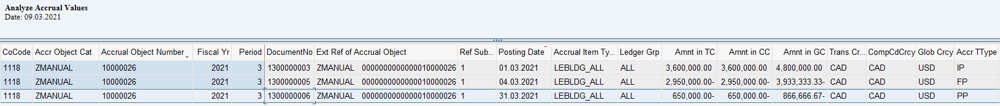 Analyze Accrual Values
Date: 09.03.2021
CoCode Accr Object Cat Accrual Object Number Fiscal Yr Period DocumentNo Ext Ref of Accrual Object Ref Sub... Posting Date Accrual Item Ty... Ledger Grp Amnt in TC Amnt in CC Amnt in GC Trans Cr... CompCdCrcy Glob Crcy Accr TType
1118 ZMANUAL 10000026 2021 3 1300000003 ZMANUAL 00000000000000010000026 1 01.03.2021 LEBLDG_ALL ALL 3,600,000.00 3,600,000.00 4,800,000.00 CAD CAD USD IP
1118 ZMANUAL 10000026 2021 3 1300000005 ZMANUAL 00000000000000010000026 1 04.03.2021 LEBLDG_ALL ALL 2,950,000.00- 2,950,000.00- 3,933,333.33- CAD CAD USD FP
1118 ZMANUAL 10000026 2021 3 1300000006 ZMANUAL 00000000000000010000026 1 31.03.2021 LEBLDG_ALL ALL 650,000.00- 650,000.00- 866,666.67- CAD CAD USD PP